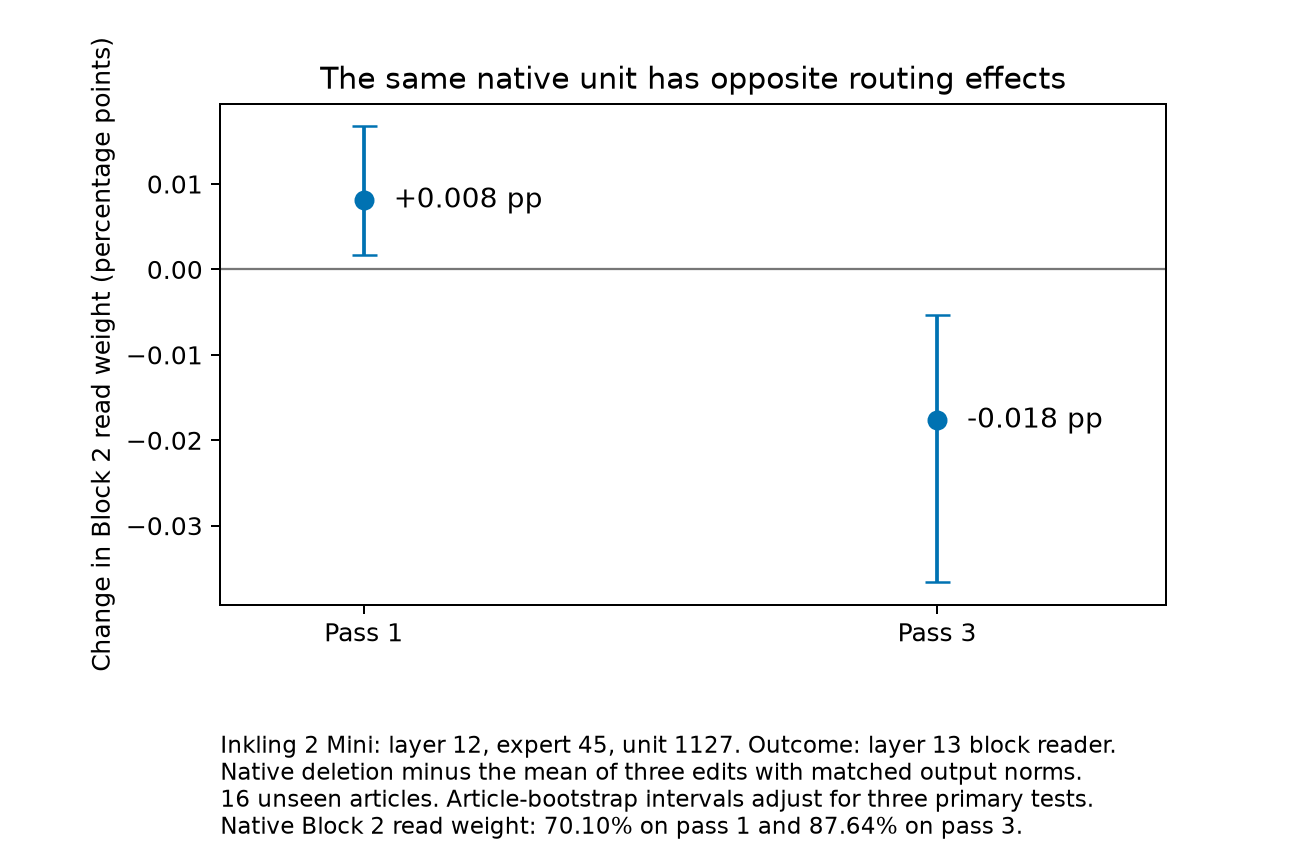 The same native unit has opposite routing effects
Change in Block 2 read weight (percentage points)
0.01
0.00
−0.01
−0.02
−0.03
+0.008 pp
-0.018 pp
Pass 1
Pass 3
Inkling 2 Mini: layer 12, expert 45, unit 1127. Outcome: layer 13 block reader.
Native deletion minus the mean of three edits with matched output norms.
16 unseen articles. Article-bootstrap intervals adjust for three primary tests.
Native Block 2 read weight: 70.10% on pass 1 and 87.64% on pass 3.